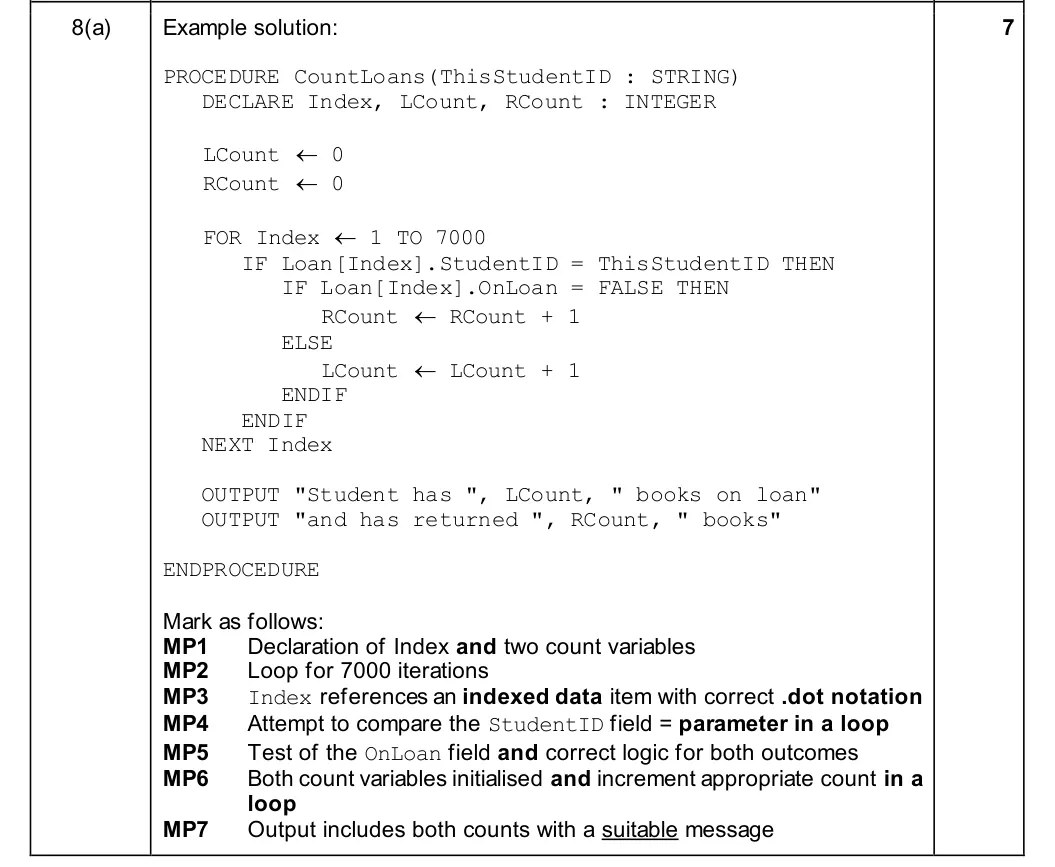 8(a)
Example solution:
7
PROCEDURE CountLoans(ThisStudentID : STRING)
DECLARE Index, LCount, RCount : INTEGER
LCount ← 0
RCount ← 0
FOR Index ← 1 TO 7000
IF Loan[Index].StudentID = ThisStudentID THEN
IF Loan[Index].OnLoan = FALSE THEN
RCount ← RCount + 1
ELSE
LCount ← LCount + 1
ENDIF
ENDIF
NEXT Index
OUTPUT "Student has ", LCount, " books on loan"
OUTPUT "and has returned ", RCount, " books"
ENDPROCEDURE
Mark as follows:
MP1 Declaration of Index and two count variables
MP2 Loop for 7000 iterations
MP3 Index references an indexed data item with correct .dot notation
MP4 Attempt to compare the StudentID field = parameter in a loop
MP5 Test of the OnLoan field and correct logic for both outcomes
MP6 Both count variables initialised and increment appropriate count in a
loop
MP7 Output includes both counts with a suitable message